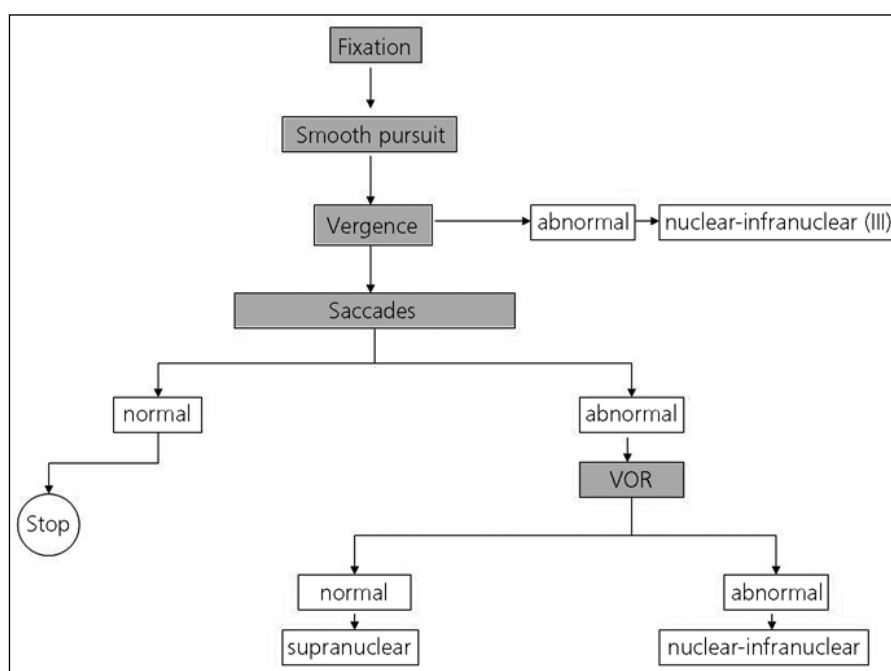 Fixation
Smooth pursuit
Vergence
abnormal
nuclear-infranuclear (III)
Saccades
normal
abnormal
Stop
VOR
normal
abnormal
supranuclear
nuclear-infranuclear